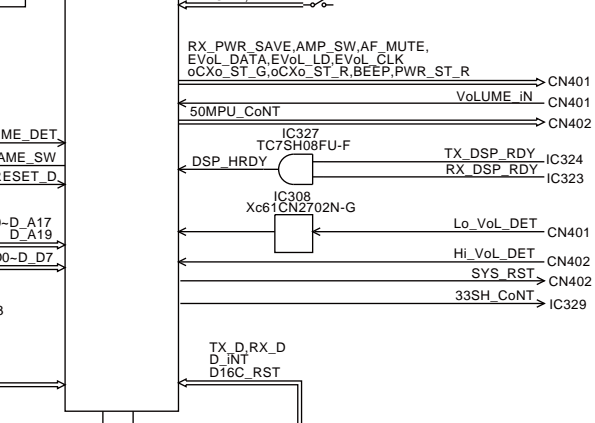 RX_PWR_SAVE,AMP_SW,AF_MUTE,
EVoL_DATA,EVoL_LD,EVoL_CLK
oCXo_ST_G,oCXo_ST_R,BEEP,PWR_ST_R
CN401
VoLUME_iN
CN401
50MPU_CoNT
CN402
IC327
TC7SH08FU-F
ME_DET
AME_SW
ESET_D
DSP_HRDY
TX_DSP_RDY
IC324
RX_DSP_RDY
IC323
IC308
Xc61CN2702N-G
~D_A17
D_A19
Lo_VoL_DET
CN401
0~D_D7
Hi_VoL_DET
CN402
SYS_RST
CN402
33SH_CoNT
IC329
TX_D,RX_D
D_iNT
D16C_RST